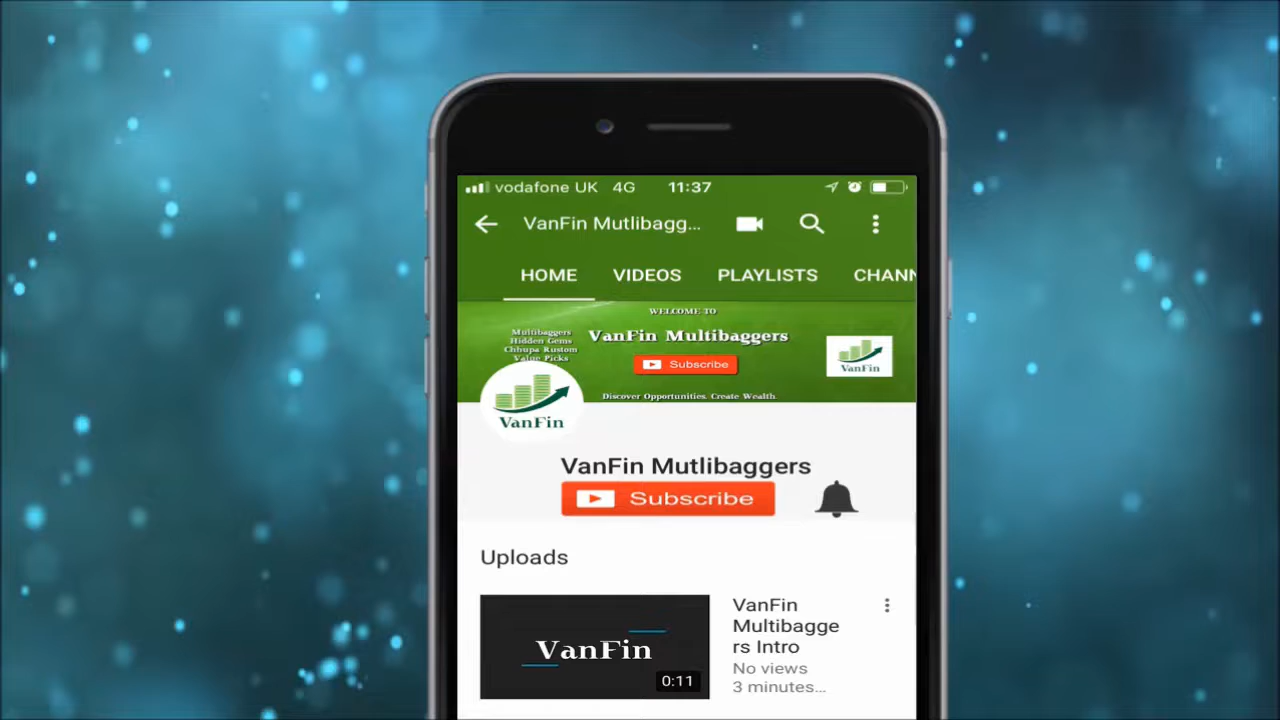 vodafone UK 4G 11:37
VanFin Mutlibagg...
HOME VIDEOS PLAYLISTS CHANN
WELCOME TO
VanFin Multibaggers
Subscribe
Discover Opportunities. Create Wealth.
Multibaggers
Hidden Gems
Chhupa Rustom
Value Picks
VanFin
VanFin
VanFin Mutlibaggers
Subscribe
Uploads
VanFin
0:11
VanFin
Multibagge
rs Intro
No views
3 minutes...